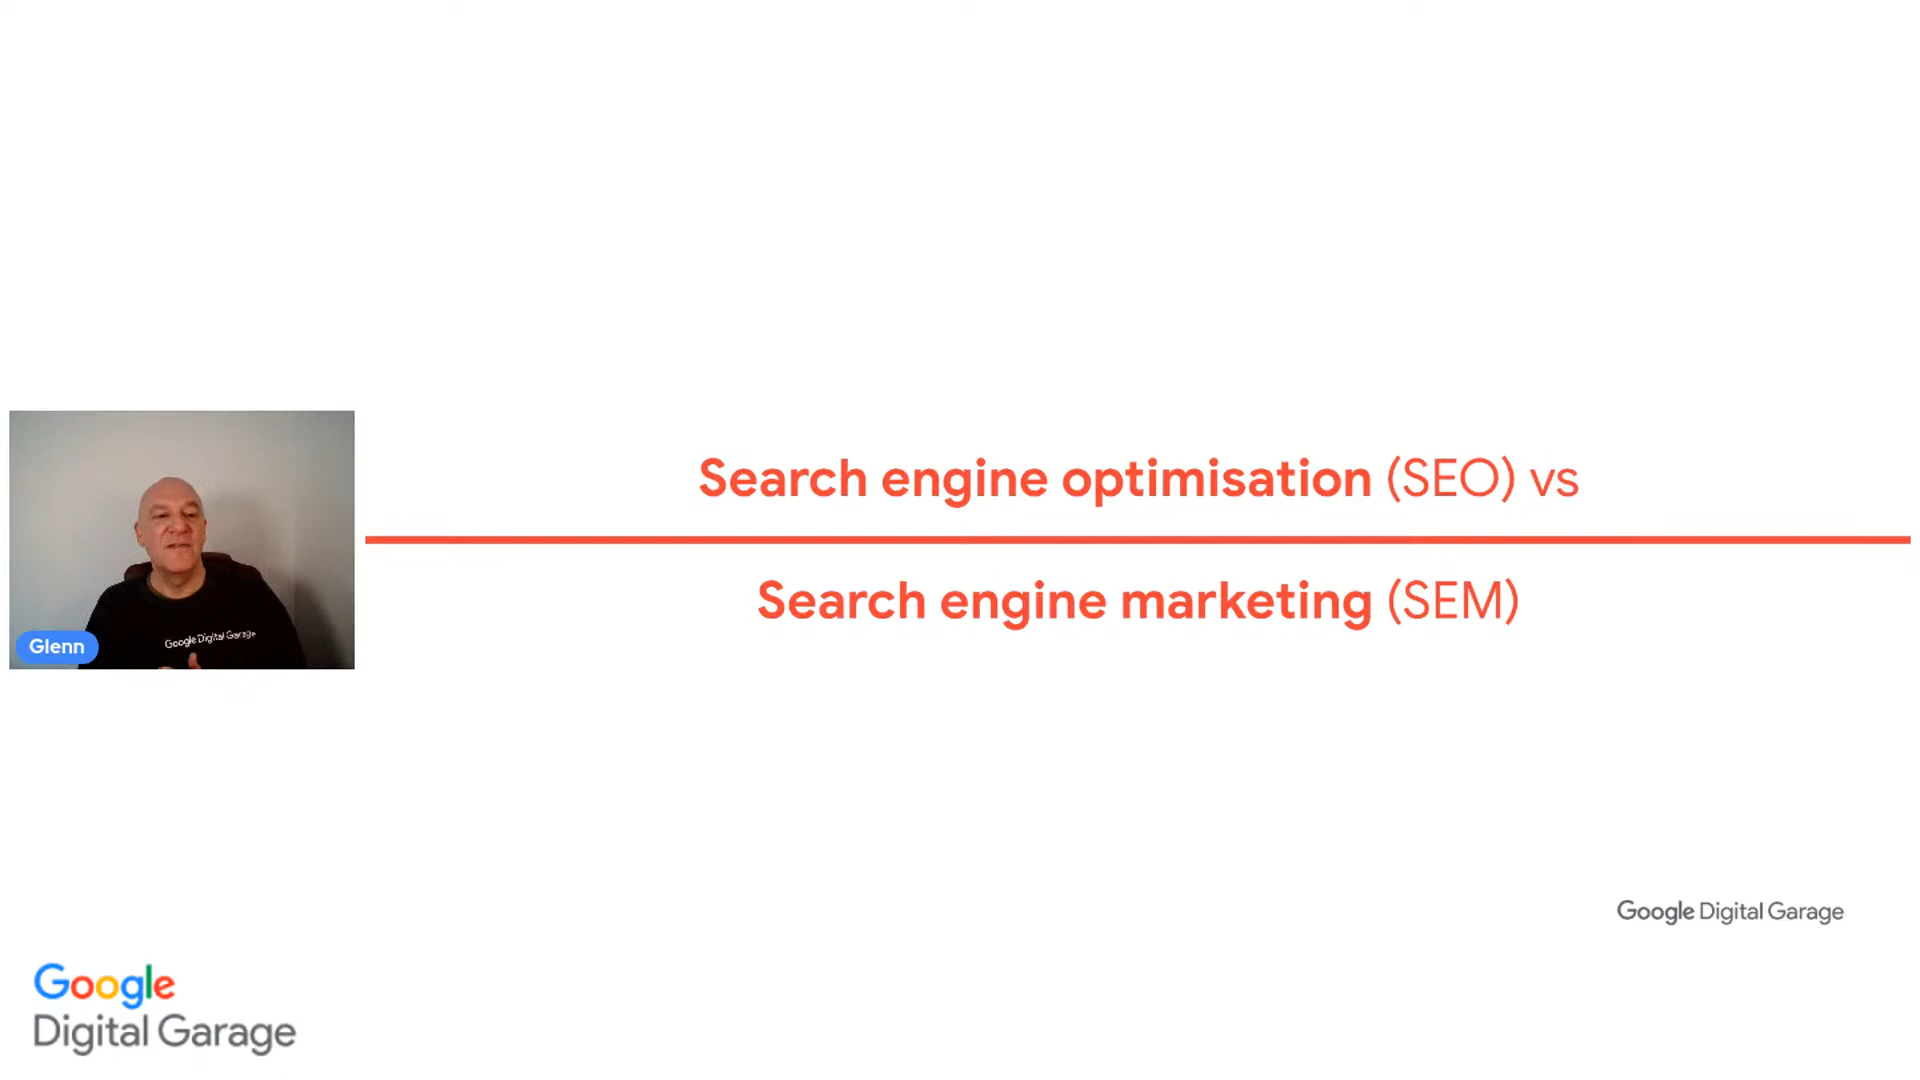 Search engine optimisation (SEO) vs
Search engine marketing (SEM)
Google Digital Garage
Glenn
Google Digital Garage
Google
Digital Garage